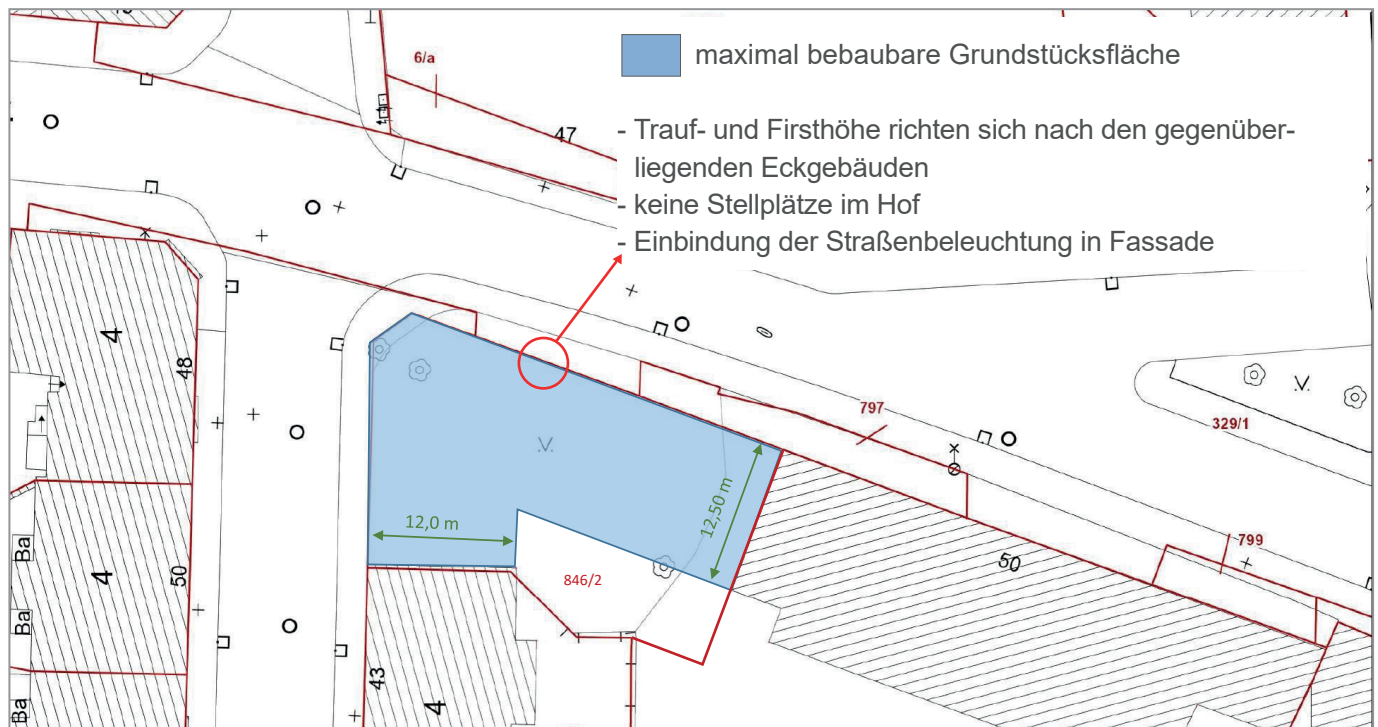 6/a
47
maximal bebaubare Grundstücksfläche
- Trauf- und Firsthöhe richten sich nach den gegenüber-
liegenden Eckgebäuden
- keine Stellplätze im Hof
- Einbindung der Straßenbeleuchtung in Fassade
4
48
797
329/1
12,0 m
12,50 m
846/2
50
799
Ba
4
50
Ba
Ba
43
4